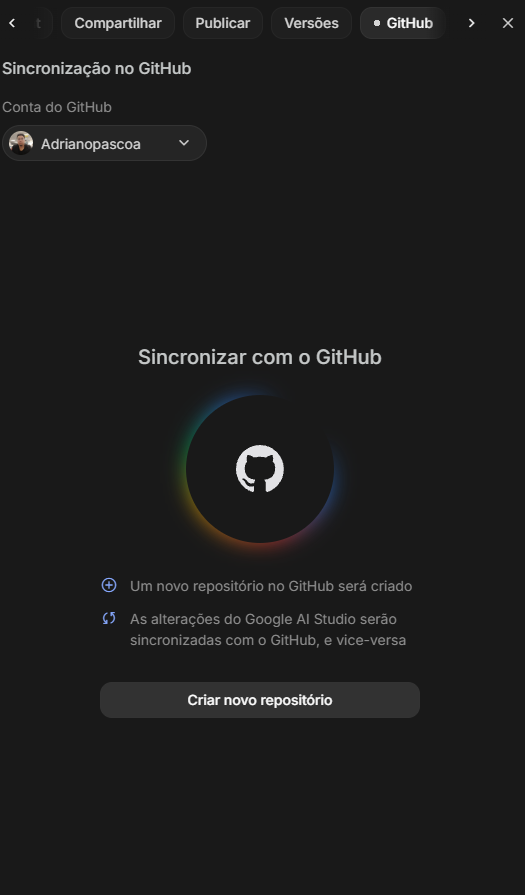 Compartilhar
Publicar
Versões
GitHub
Sincronização no GitHub
Conta do GitHub
Adrianopascoa
Sincronizar com o GitHub
Um novo repositório no GitHub será criado
As alterações do Google AI Studio serão
sincronizadas com o GitHub, e vice-versa
Criar novo repositório